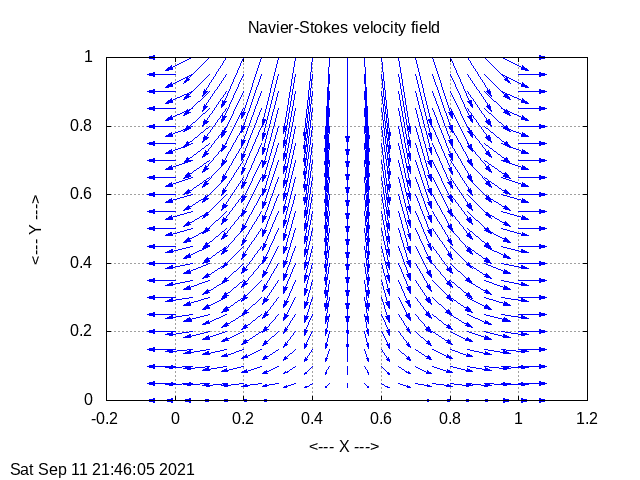 Navier-Stokes velocity field
1
0.8
0.6
0.4
0.2
0
<--- Y --->
-0.2 0 0.2 0.4 0.6 0.8 1 1.2
<--- X --->
Sat Sep 11 21:46:05 2021